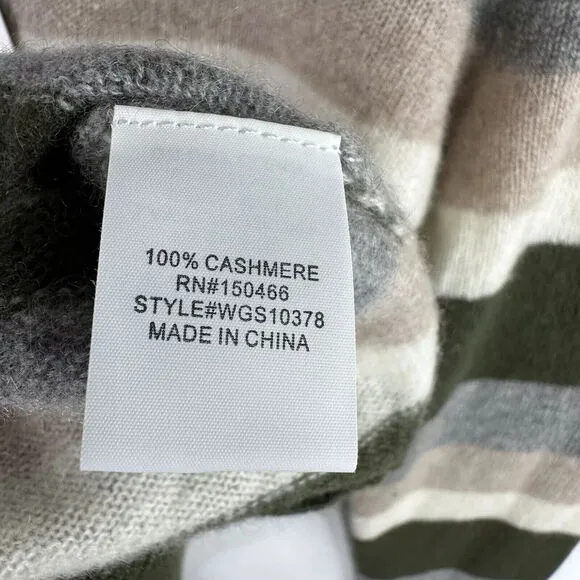 100% CASHMERE
RN#150466
STYLE#WGS10378
MADE IN CHINA